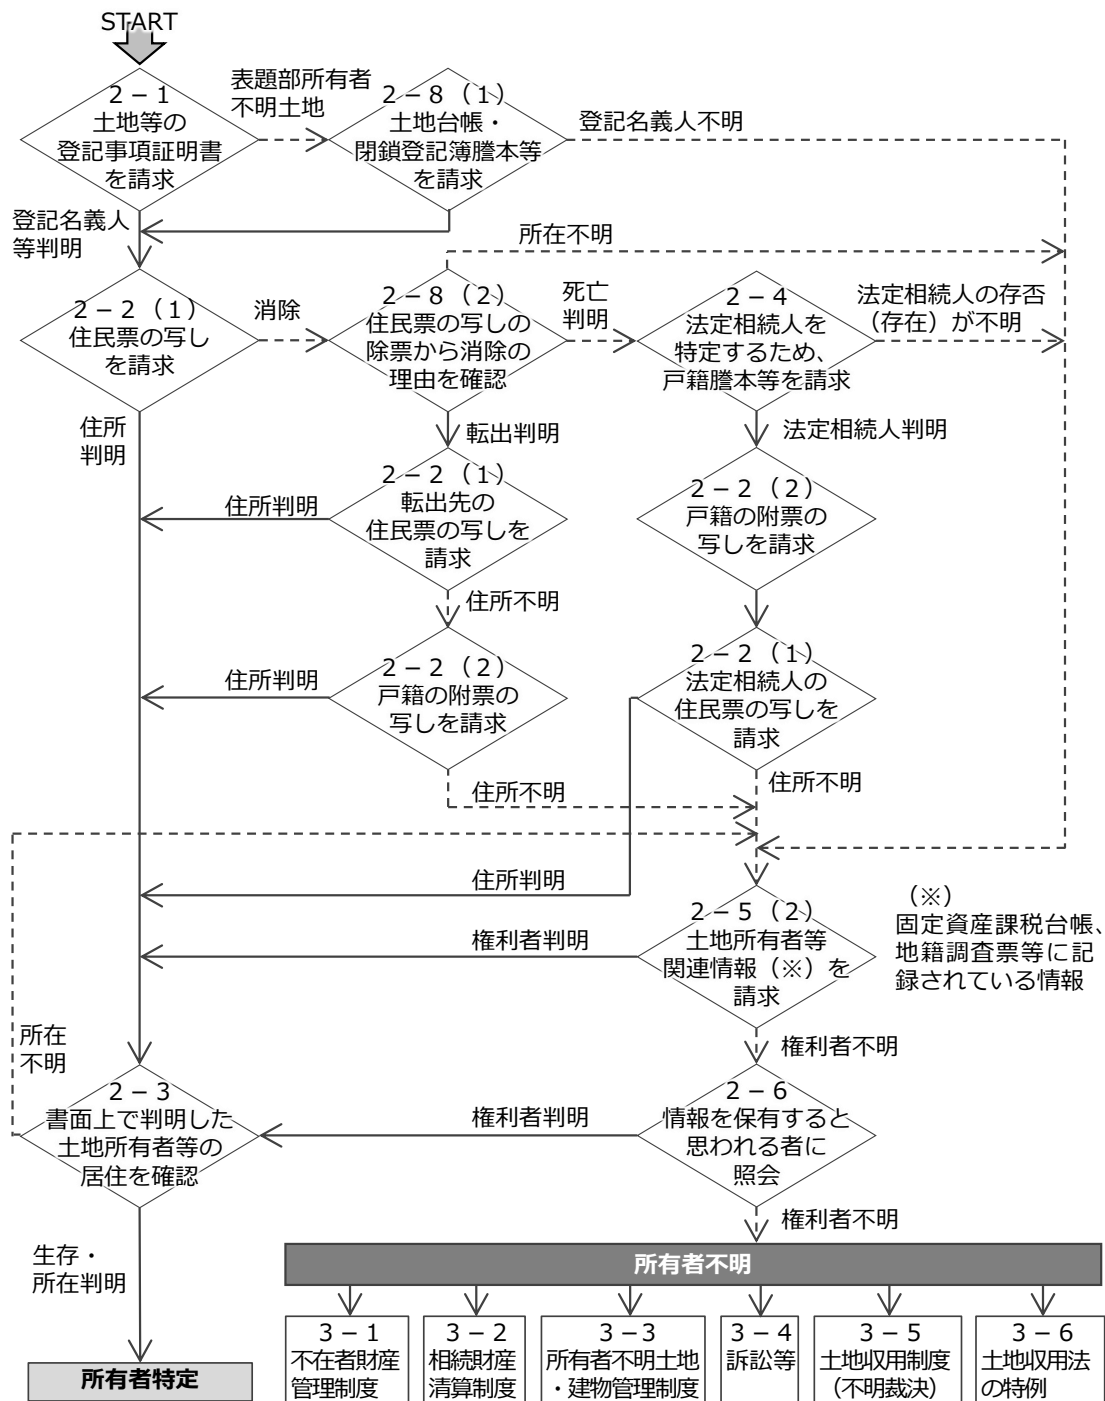 START
2－1
土地等の
登記事項証明書
を請求
表題部所有者
不明土地
2－8（1）
土地台帳・
閉鎖登記簿謄本等
を請求
登記名義人不明
登記名義人
等判明
所在不明
2－2（1）
住民票の写し
を請求
消除
2－8（2）
住民票の写しの
除票から消除の
理由を確認
死亡
判明
2－4
法定相続人を
特定するため、
戸籍謄本等を請求
法定相続人の存否
（存在）が不明
住所
判明
転出判明
法定相続人判明
住所判明
2－2（1）
転出先の
住民票の写しを
請求
2－2（2）
戸籍の附票の
写しを請求
住所不明
住所判明
2－2（2）
戸籍の附票の
写しを請求
2－2（1）
法定相続人の
住民票の写しを
請求
住所不明
住所不明
住所判明
権利者判明
2－5（2）
土地所有者等
関連情報（※）を
請求
（※）
固定資産課税台帳、
地籍調査票等に記
録されている情報
所在
不明
権利者不明
2－3
書面上で判明した
土地所有者等の
居住を確認
権利者判明
2－6
情報を保有すると
思われる者に
照会
権利者不明
生存・
所在判明
所有者不明
所有者特定
3－1
不在者財産
管理制度
3－2
相続財産
清算制度
3－3
所有者不明土地
・建物管理制度
3－4
訴訟等
3－5
土地収用制度
（不明裁決）
3－6
土地収用法
の特例